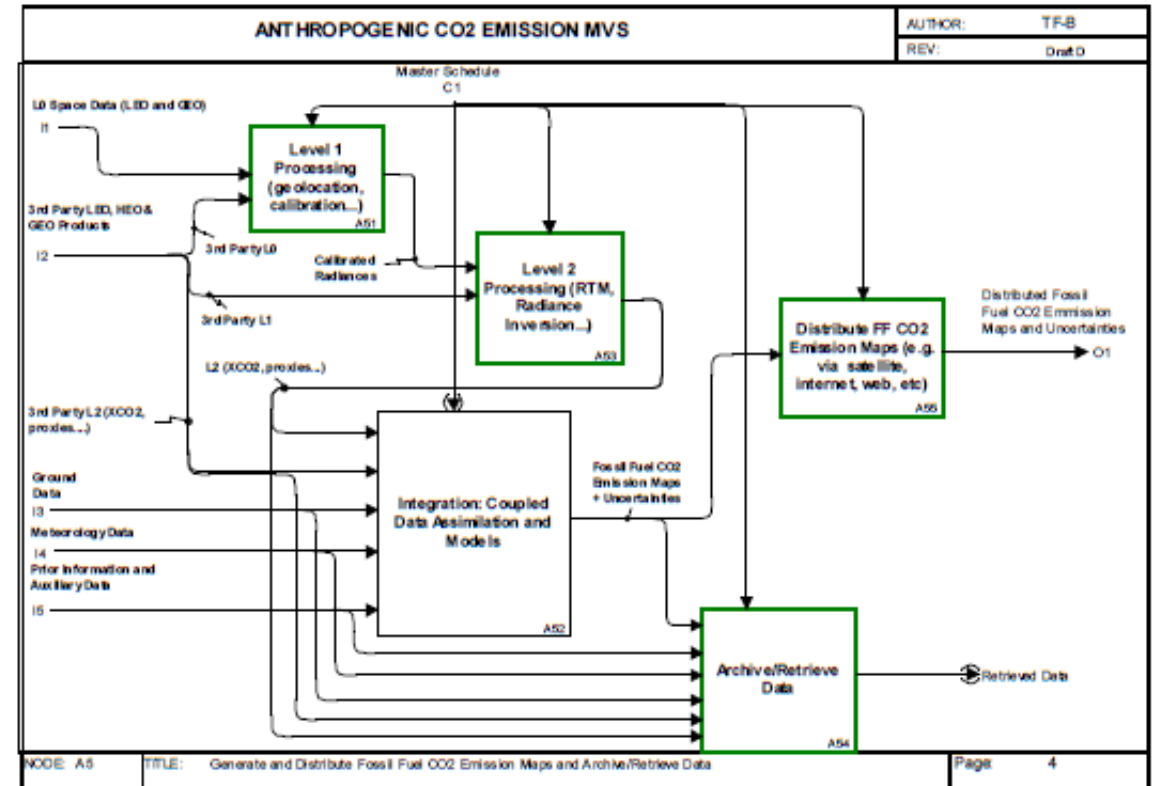 ANTHROPOGENIC CO2 EMISSION MVS
AUTHOR: TF-B
REV: Draft D
Master Schedule
C1
L0 Space Data (LEO and GEO)
I1
Level 1
Processing
(geolocation,
calibration...)
A51
3rd Party LEO, HEO &
GEO Products
I2
3rd Party L0
Calibrated
Radiances
3rd Party L1
Level 2
Processing (RTM,
Radiance
Inversion...)
A53
Distributed Fossil
Fuel CO2 Emmission
Maps and Uncertainties
O1
Distribute FF CO2
Emission Maps (e.g.
via satellite,
internet, web, etc)
A55
L2 (XCO2, proxies...)
3rd Party L2 (XCO2,
proxies...)
Ground
Data
I3
Meteorology Data
I4
Prior Information and
Auxiliary Data
I5
Integration: Coupled
Data Assimilation and
Models
A52
Fossil Fuel CO2
Emission Maps
+ Uncertainties
Archive/Retrieve
Data
A54
Retrieved Data
NODE: A5
TITLE: Generate and Distribute Fossil Fuel CO2 Emission Maps and Archive/Retrieve Data
Page: 4